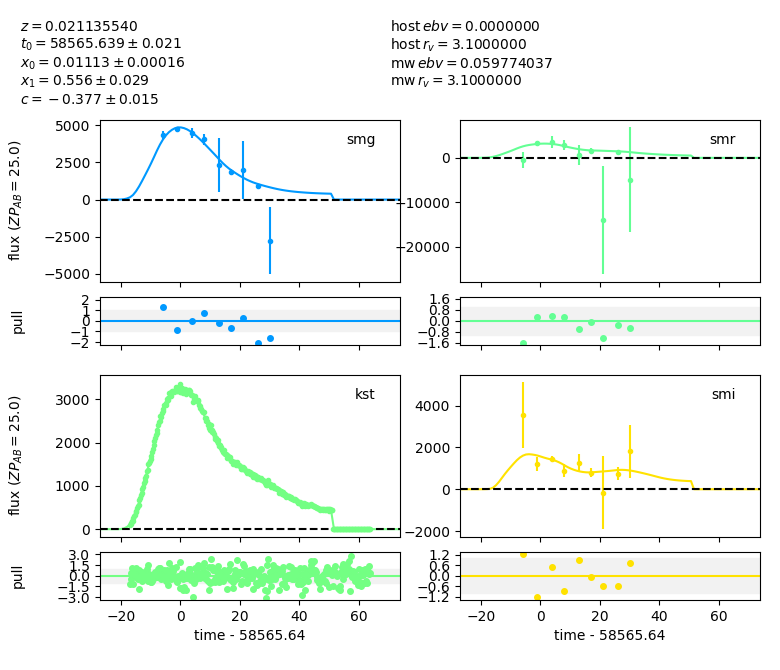 z = 0.021135540
t0 = 58565.639 ± 0.021
x0 = 0.01113 ± 0.00016
x1 = 0.556 ± 0.029
c = −0.377 ± 0.015
host ebv = 0.0000000
host rv = 3.1000000
mw ebv = 0.059774037
mw rv = 3.1000000
flux (ZPAB = 25.0)
5000
2500
0
−2500
−5000
smg
0
−10000
−20000
smr
pull
2
1
0
−1
−2
1.6
0.8
0.0
−0.8
−1.6
flux (ZPAB = 25.0)
3000
2000
1000
0
kst
4000
2000
0
−2000
smi
pull
3.0
1.5
0.0
−1.5
−3.0
1.2
0.6
0.0
−0.6
−1.2
−20 0 20 40 60
−20 0 20 40 60
time - 58565.64
time - 58565.64